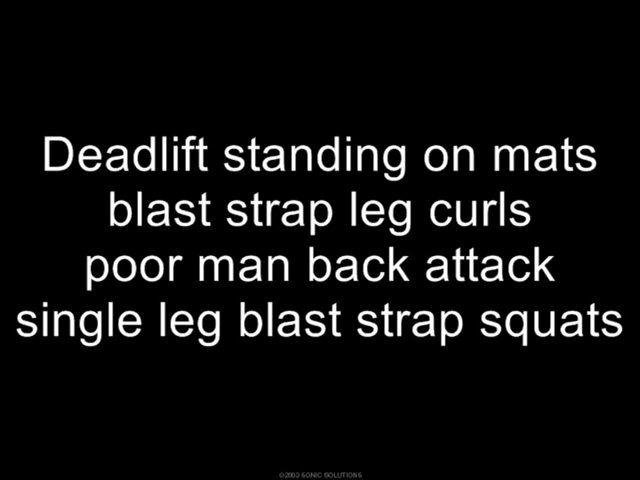 Deadlift standing on mats
blast strap leg curls
poor man back attack
single leg blast strap squats
©2003 SONIC SOLUTIONS